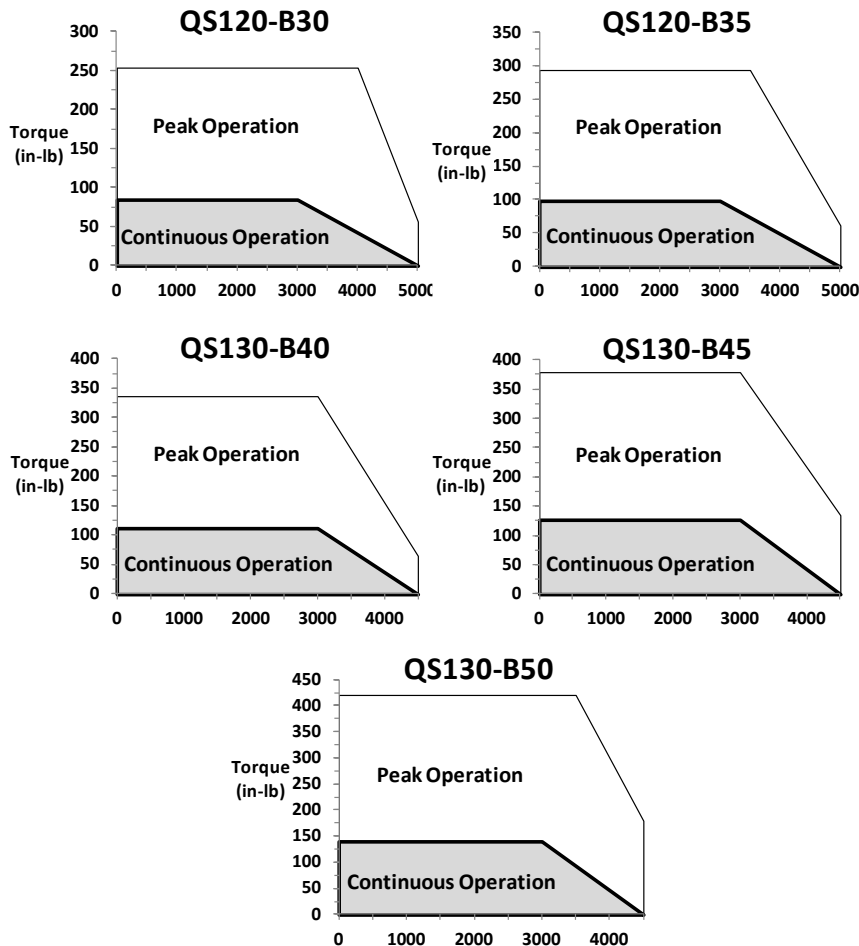 QS120-B30
300
250
200
150
100
50
0
Torque
(in-lb)
Peak Operation
Continuous Operation
0 1000 2000 3000 4000 5000
QS120-B35
350
300
250
200
150
100
50
0
Torque
(in-lb)
Peak Operation
Continuous Operation
0 1000 2000 3000 4000 5000
QS130-B40
400
350
300
250
200
150
100
50
0
Torque
(in-lb)
Peak Operation
Continuous Operation
0 1000 2000 3000 4000
QS130-B45
400
350
300
250
200
150
100
50
0
Torque
(in-lb)
Peak Operation
Continuous Operation
0 1000 2000 3000 4000
QS130-B50
450
400
350
300
250
200
150
100
50
0
Torque
(in-lb)
Peak Operation
Continuous Operation
0 1000 2000 3000 4000